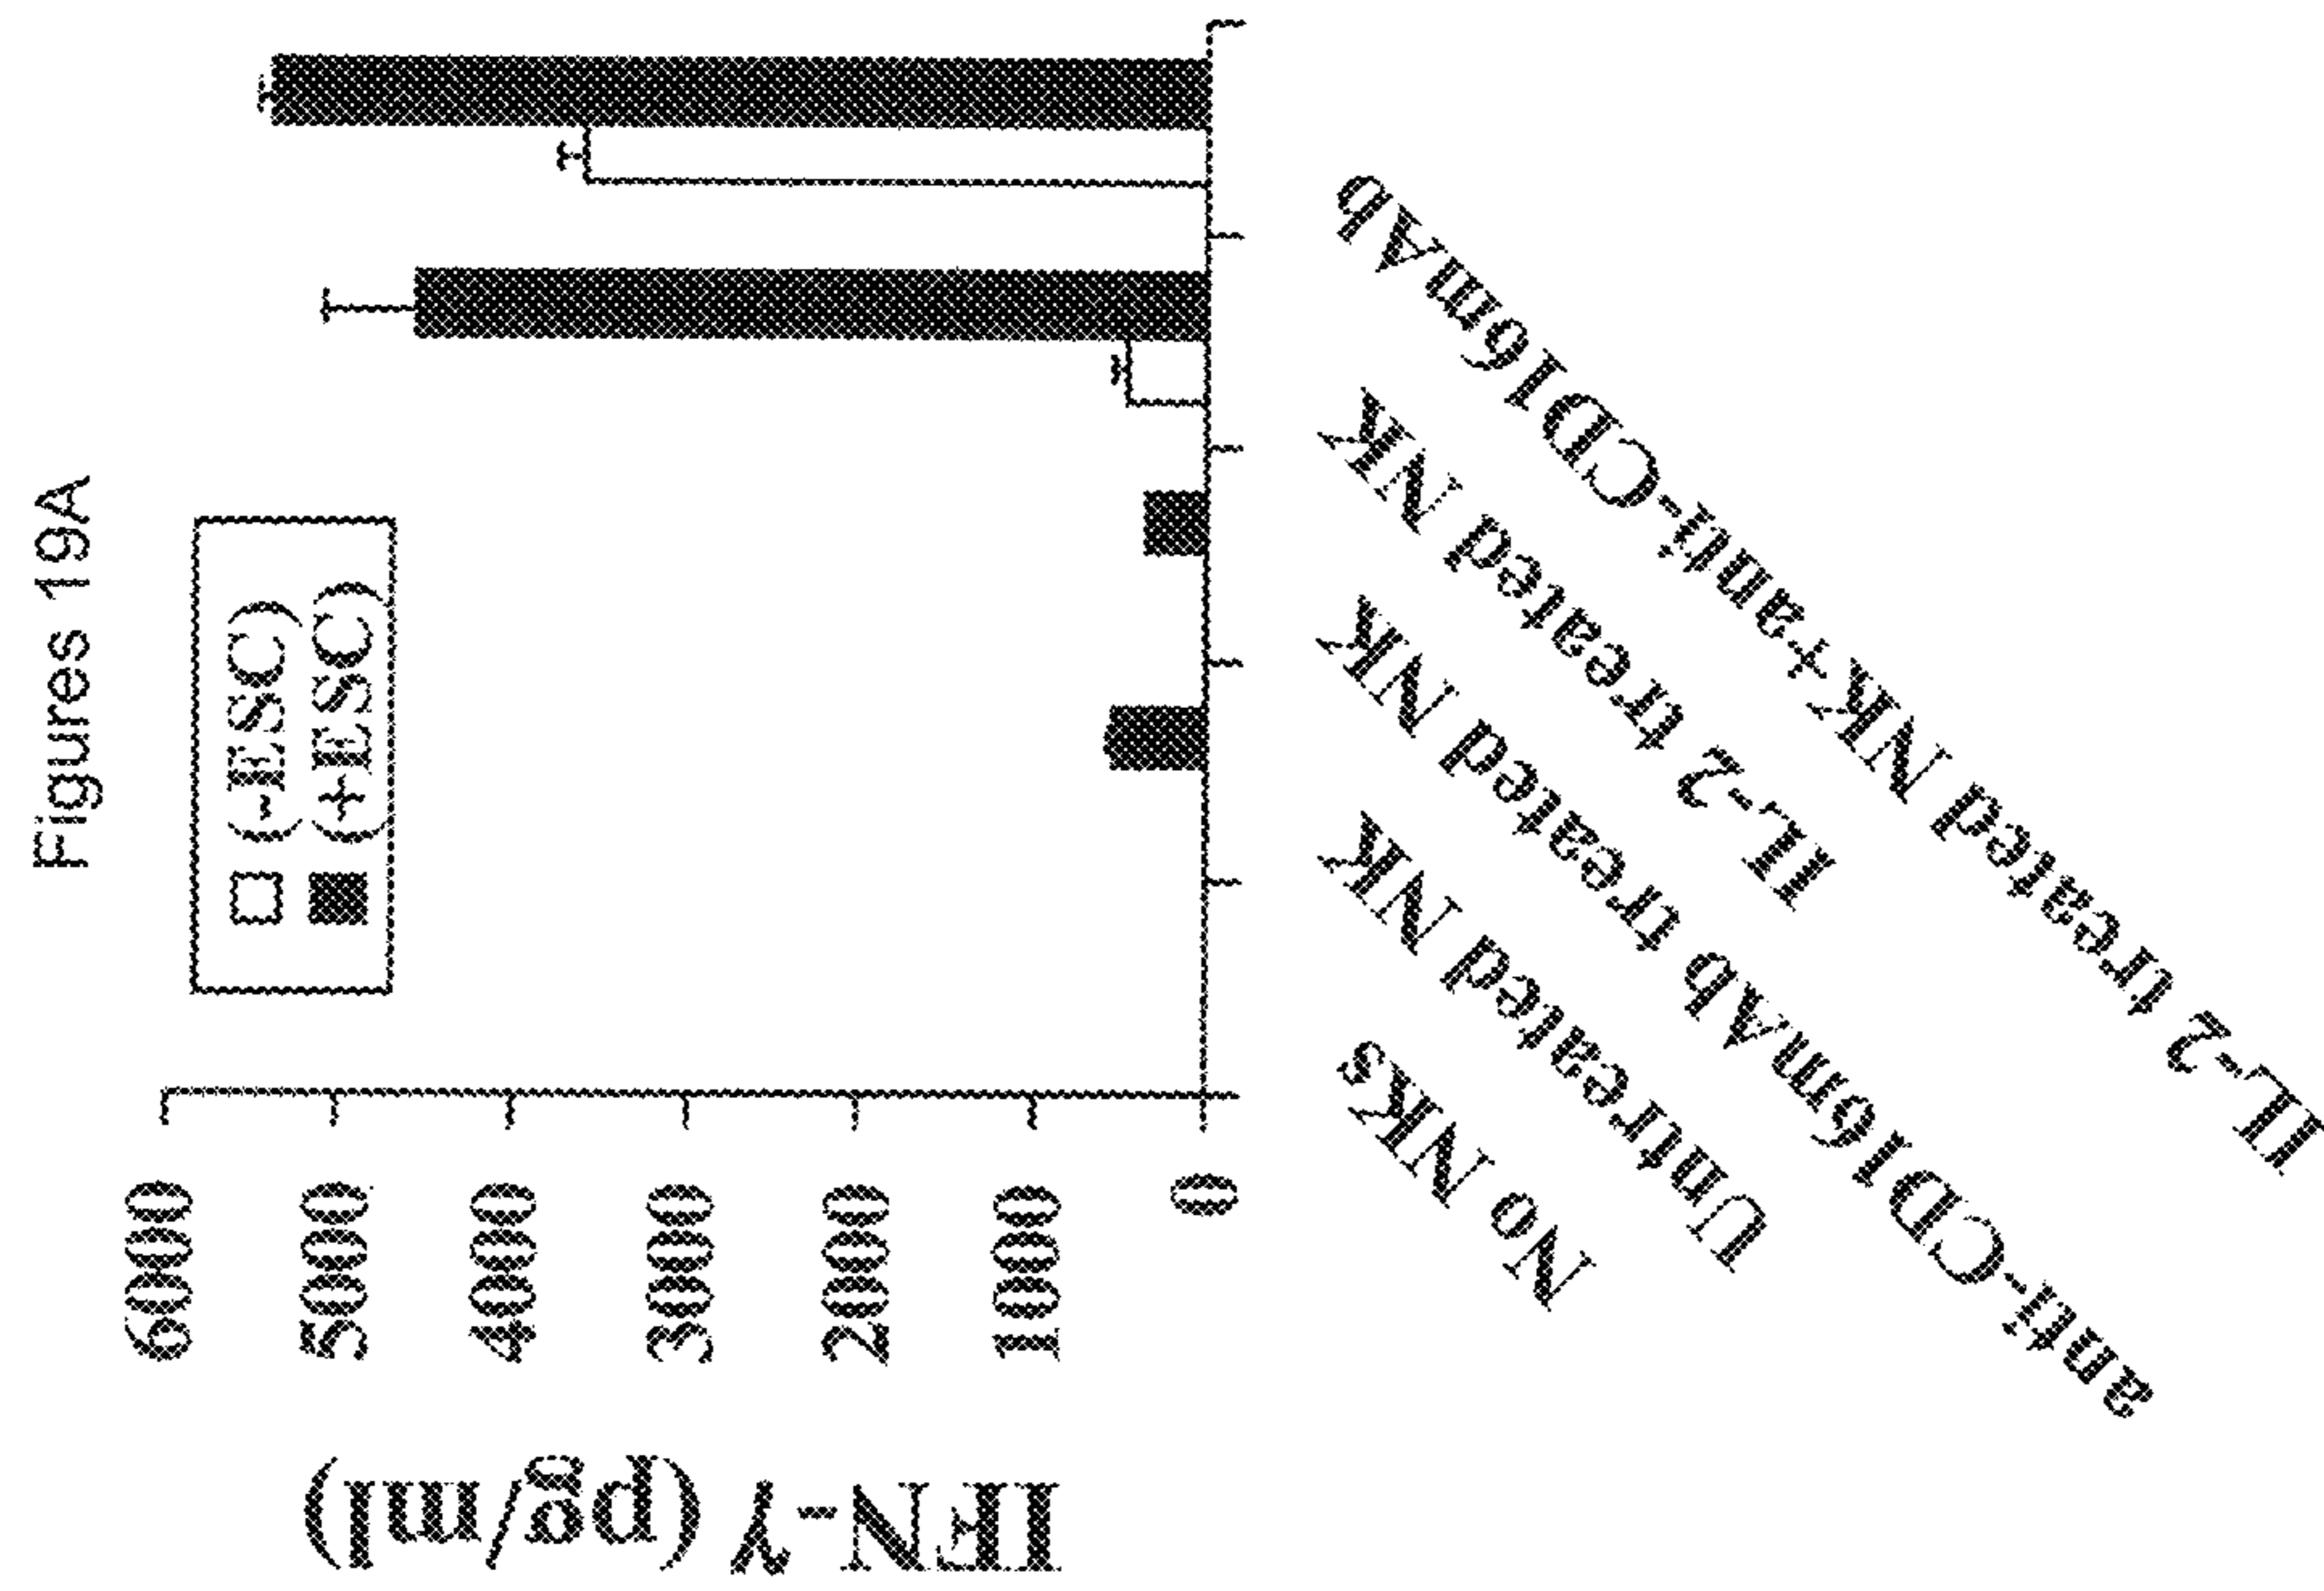 Figures 19A
(-ESC)
(+ESC)
IFN-γ (pg/ml)
6000
5000
4000
3000
2000
1000
0
No NKs
Untreated NK
anti-CD16mAb treated NK
IL-2 treated NK
IL-2 treated NK+anti-CD16mAb